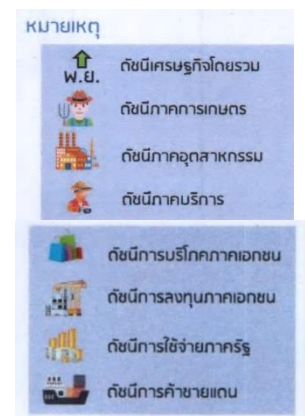 หมายเหตุ
พ.ย. ดัชนีเศรษฐกิจโดยรวม
ดัชนีภาคการเกษตร
ดัชนีภาคอุตสาหกรรม
ดัชนีภาคบริการ
ดัชนีการบริโภคภาคเอกชน
ดัชนีการลงทุนภาคเอกชน
ดัชนีการใช้จ่ายภาครัฐ
ดัชนีการค้าชายแดน